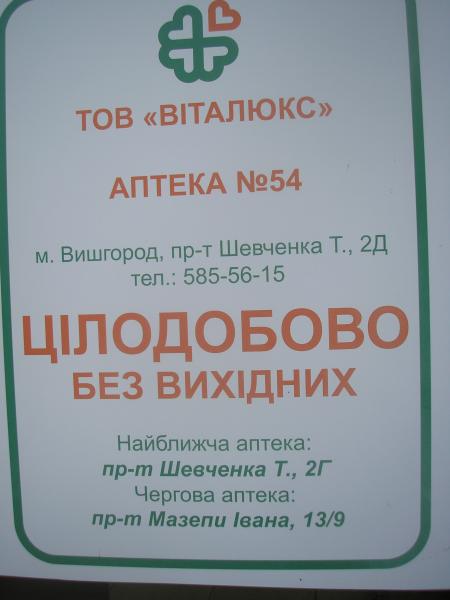 ТОВ «ВІТАЛЮКС»
АПТЕКА №54
м. Вишгород, пр-т Шевченка Т., 2Д
тел.: 585-56-15
ЦІЛОДОБОВО
БЕЗ ВИХІДНИХ
Найближча аптека:
пр-т Шевченка Т., 2Г
Чергова аптека:
пр-т Мазепи Івана, 13/9